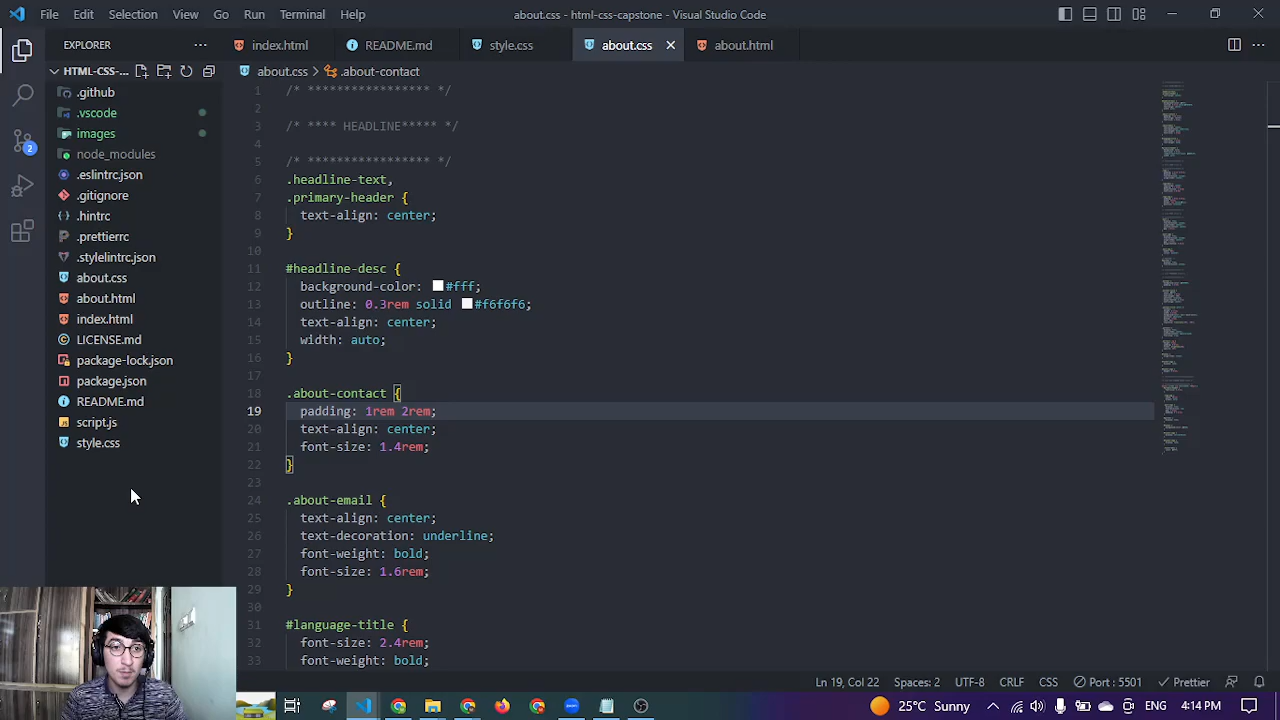 File Edit Selection View Go Run Terminal Help
about.css - html-css-capstone - Visual Studio Code
EXPLORER
HTML-CSS-...
.github
.vscode
images
node_modules
.eslintrc.json
.gitignore
.hintrc
.prettierrc
.stylelintrc.json
about.css
about.html
index.html
LICENSE.md
package-lock.json
package.json
README.md
script.js
style.css
2
index.html
README.md
style.css
about.css
about.html
about.css > .about-contact
1 /* **************** */
2
3 /* **** HEADLINE***** */
4
5 /* **************** */
6 .headline-text,
7 .primary-header {
8 text-align: center;
9 }
10
11 #headline-desc {
12 background-color: #fff;
13 outline: 0.3rem solid #f6f6f6;
14 text-align: center;
15 width: auto;
16 }
17
18 .about-contact {
19 padding: 1rem 2rem;
20 text-align: center;
21 font-size: 1.4rem;
22 }
23
24 .about-email {
25 text-align: center;
26 text-decoration: underline;
27 font-weight: bold;
28 font-size: 1.6rem;
29 }
30
31 #language-title {
32 font-size: 2.4rem;
33 font-weight: bold;
Ln 19, Col 22 Spaces: 2 UTF-8 CRLF CSS Port : 5501 Prettier
25°C Sunny ENG 4:14 PM